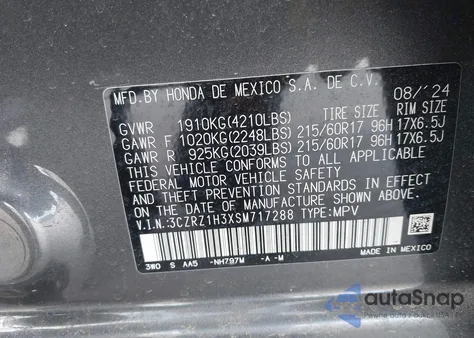 MFD.BY HONDA DE MEXICO S.A. DE C.V. 08/'24
TIRE SIZE RIM SIZE
GVWR 1910KG(4210LBS)
GAWR F 1020KG(2248LBS) 215/60R17 96H 17X6.5J
GAWR R 925KG(2039LBS) 215/60R17 96H 17X6.5J
THIS VEHICLE CONFORMS TO ALL APPLICABLE
FEDERAL MOTOR VEHICLE SAFETY
AND THEFT PREVENTION STANDARDS IN EFFECT
ON THE DATE OF MANUFACTURE SHOWN ABOVE.
V.I.N.:3CZRZ1H3XSM717288 TYPE:MPV
3W0 S AA5 -NH797M -A -M
autoSnap